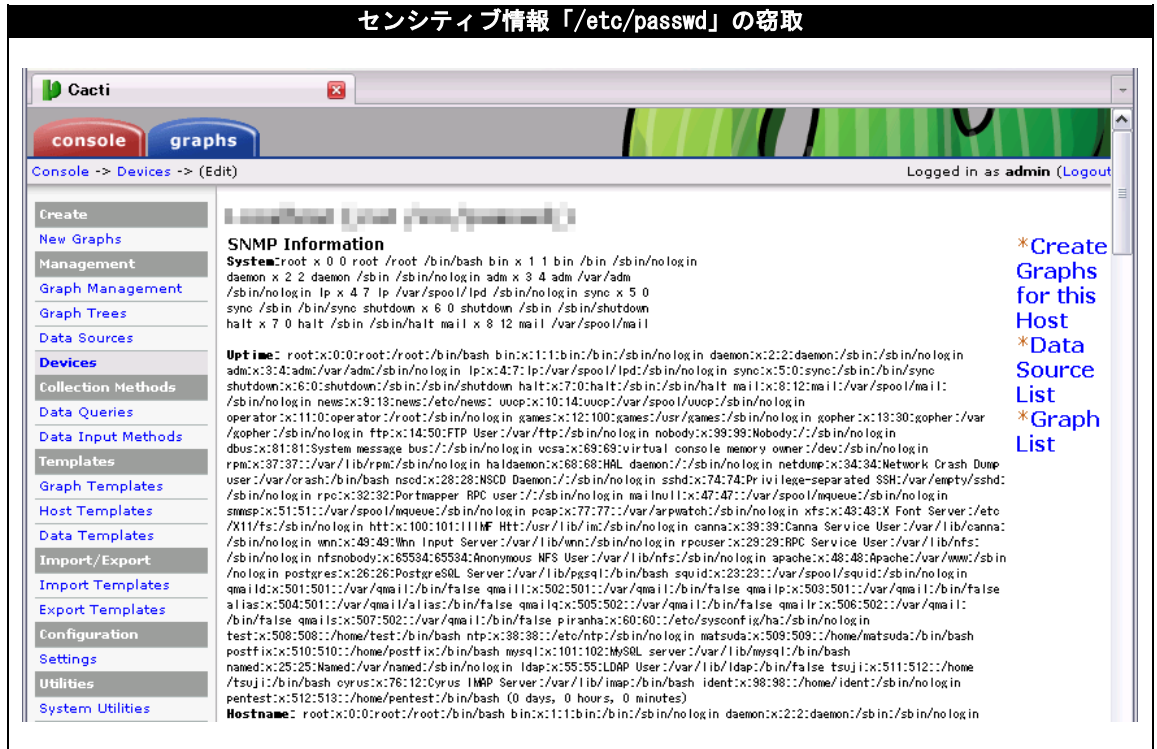 センシティブ情報「/etc/passwd」の窃取
Cacti
console graphs
Console -> Devices -> (Edit)
Logged in as admin (Logout
Create
New Graphs
Management
Graph Management
Graph Trees
Data Sources
Devices
Collection Methods
Data Queries
Data Input Methods
Templates
Graph Templates
Host Templates
Data Templates
Import/Export
Import Templates
Export Templates
Configuration
Settings
Utilities
System Utilities
SNMP Information
System:root x 0 0 root /root /bin/bash bin x 1 1 bin /bin /sbin/nologin
daemon x 2 2 daemon /sbin /sbin/nologin adm x 3 4 adm /var/adm
/sbin/nologin lp x 4 7 lp /var/spool/lpd /sbin/nologin sync x 5 0
sync /sbin /bin/sync shutdown x 6 0 shutdown /sbin /sbin/shutdown
halt x 7 0 halt /sbin /sbin/halt mail x 8 12 mail /var/spool/mail
Uptime: root:x:0:0:root:/root:/bin/bash bin:x:1:1:bin:/bin:/sbin/nologin daemon:x:2:2:daemon:/sbin:/sbin/nologin
adm:x:3:4:adm:/var/adm:/sbin/nologin lp:x:4:7:lp:/var/spool/lpd:/sbin/nologin sync:x:5:0:sync:/sbin:/bin/sync
shutdown:x:6:0:shutdown:/sbin:/sbin/shutdown halt:x:7:0:halt:/sbin:/sbin/halt mail:x:8:12:mail:/var/spool/mail:
/sbin/nologin news:x:9:13:news:/etc/news: uucp:x:10:14:uucp:/var/spool/uucp:/sbin/nologin
operator:x:11:0:operator:/root:/sbin/nologin games:x:12:100:games:/usr/games:/sbin/nologin gopher:x:13:30:gopher:/var
/gopher:/sbin/nologin ftp:x:14:50:FTP User:/var/ftp:/sbin/nologin nobody:x:99:99:Nobody:/:/sbin/nologin
dbus:x:81:81:System message bus:/:/sbin/nologin vcsa:x:69:69:virtual console memory owner:/dev:/sbin/nologin
rpm:x:37:37::/var/lib/rpm:/sbin/nologin haldaemon:x:68:68:HAL daemon:/:/sbin/nologin netdump:x:34:34:Network Crash Dump
user:/var/crash:/bin/bash nscd:x:28:28:NSCD Daemon:/:/sbin/nologin sshd:x:74:74:Privilege-separated SSH:/var/empty/sshd:
/sbin/nologin rpc:x:32:32:Portmapper RPC user:/:/sbin/nologin mailnull:x:47:47::/var/spool/mqueue:/sbin/nologin
smmsp:x:51:51::/var/spool/mqueue:/sbin/nologin pcap:x:77:77::/var/arpwatch:/sbin/nologin xfs:x:43:43:X Font Server:/etc
/X11/fs:/sbin/nologin htt:x:100:101:IIIMF Htt:/usr/lib/im:/sbin/nologin canna:x:39:39:Canna Service User:/var/lib/canna:
/sbin/nologin wnn:x:49:49:Wnn Input Server:/var/lib/wnn:/sbin/nologin rpcuser:x:29:29:RPC Service User:/var/lib/nfs:
/sbin/nologin nfsnobody:x:65534:65534:Anonymous NFS User:/var/lib/nfs:/sbin/nologin apache:x:48:48:Apache:/var/www:/sbin
/nologin postgres:x:26:26:PostgreSQL Server:/var/lib/pgsql:/bin/bash squid:x:23:23::/var/spool/squid:/sbin/nologin
qmaild:x:501:501::/var/qmail:/bin/false qmaill:x:502:501::/var/qmail:/bin/false qmailp:x:503:501::/var/qmail:/bin/false
alias:x:504:501::/var/qmail/alias:/bin/false qmailq:x:505:502::/var/qmail:/bin/false qmailr:x:506:502::/var/qmail:
/bin/false qmails:x:507:502::/var/qmail:/bin/false piranha:x:60:60::/etc/sysconfig/ha:/sbin/nologin
test:x:508:508::/home/test:/bin/bash ntp:x:38:38::/etc/ntp:/sbin/nologin matsuda:x:509:509::/home/matsuda:/bin/bash
postfix:x:510:510::/home/postfix:/bin/bash mysql:x:101:102:MySQL server:/var/lib/mysql:/bin/bash
named:x:25:25:Named:/var/named:/sbin/nologin ldap:x:55:55:LDAP User:/var/lib/ldap:/bin/false tsuji:x:511:512::/home
/tsuji:/bin/bash cyrus:x:76:12:Cyrus IMAP Server:/var/lib/imap:/bin/bash ident:x:98:98::/home/ident:/sbin/nologin
pentest:x:512:513::/home/pentest:/bin/bash (0 days, 0 hours, 0 minutes)
Hostname: root:x:0:0:root:/root:/bin/bash bin:x:1:1:bin:/bin:/sbin/nologin daemon:x:2:2:daemon:/sbin:/sbin/nologin
*Create
Graphs
for this
Host
*Data
Source
List
*Graph
List